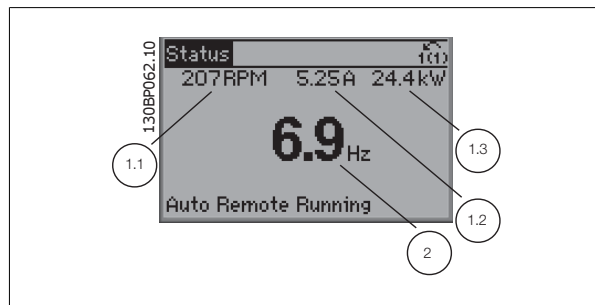 130BP062.10
Status
1(1)
207RPM 5.25A 24.4kW
6.9Hz
Auto Remote Running
1.1
1.3
1.2
2